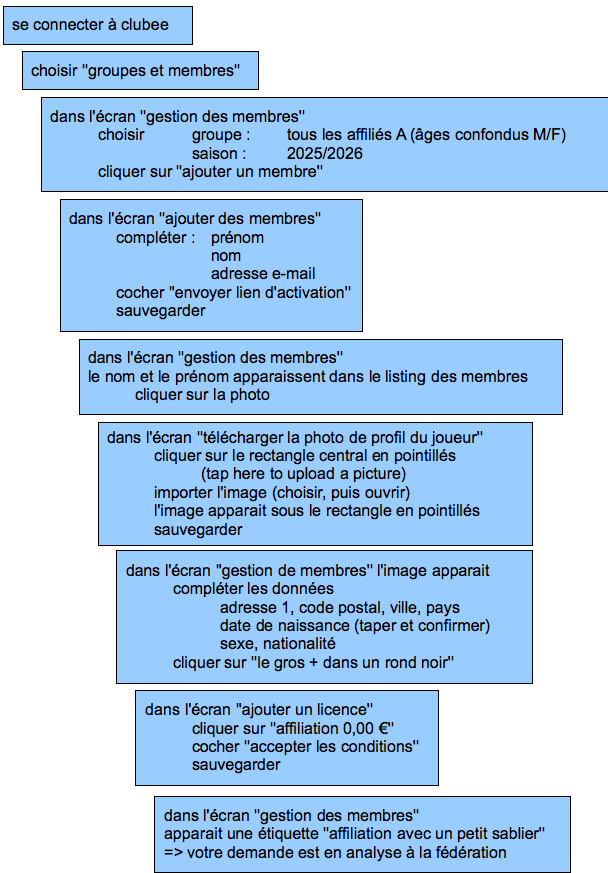 se connecter à clubee
choisir "groupes et membres"
dans l'écran "gestion des membres"
choisir groupe : tous les affiliés A (âges confondus M/F)
saison : 2025/2026
cliquer sur "ajouter un membre"
dans l'écran "ajouter des membres"
compléter : prénom
nom
adresse e-mail
cocher "envoyer lien d'activation"
sauvegarder
dans l'écran "gestion des membres"
le nom et le prénom apparaissent dans le listing des membres
cliquer sur la photo
dans l'écran "télécharger la photo de profil du joueur"
cliquer sur le rectangle central en pointillés
(tap here to upload a picture)
importer l'image (choisir, puis ouvrir)
l'image apparait sous le rectangle en pointillés
sauvegarder
dans l'écran "gestion de membres" l'image apparait
compléter les données
adresse 1, code postal, ville, pays
date de naissance (taper et confirmer)
sexe, nationalité
cliquer sur "le gros + dans un rond noir"
dans l'écran "ajouter un licence"
cliquer sur "affiliation 0,00 €"
cocher "accepter les conditions"
sauvegarder
dans l'écran "gestion des membres"
apparait une étiquette "affiliation avec un petit sablier"
=> votre demande est en analyse à la fédération